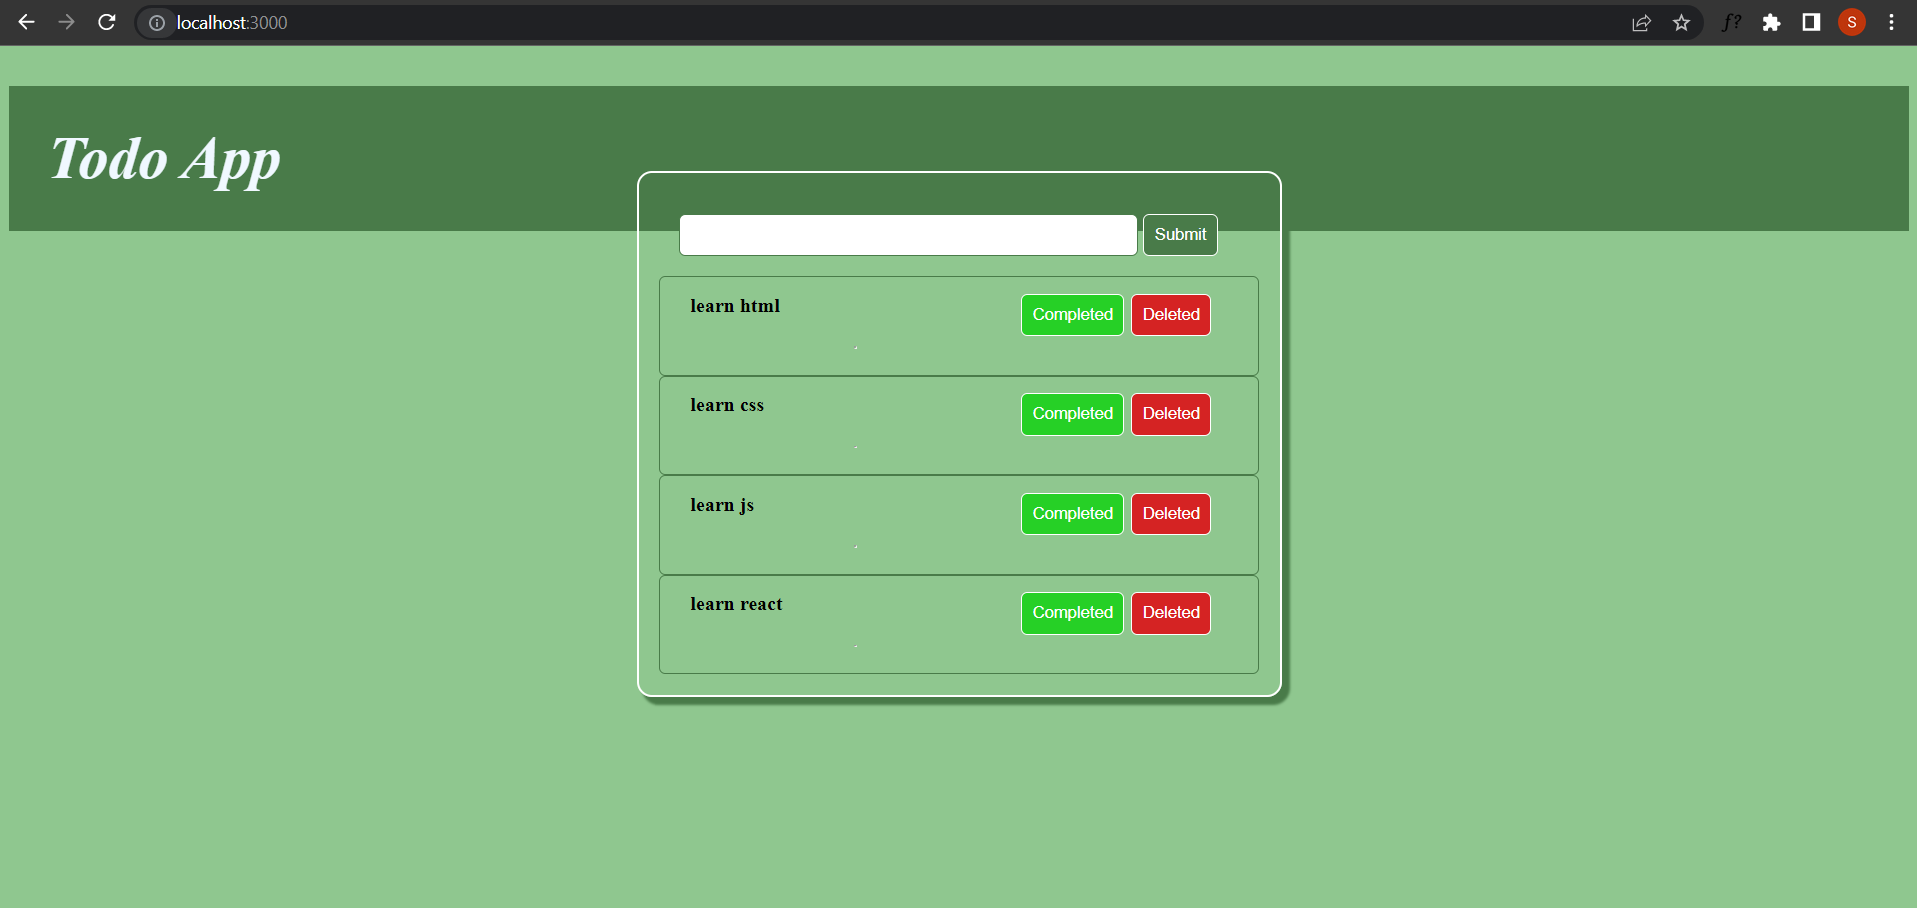 localhost:3000
f?
S
Todo App
Submit
learn html
Completed Deleted
learn css
Completed Deleted
learn js
Completed Deleted
learn react
Completed Deleted